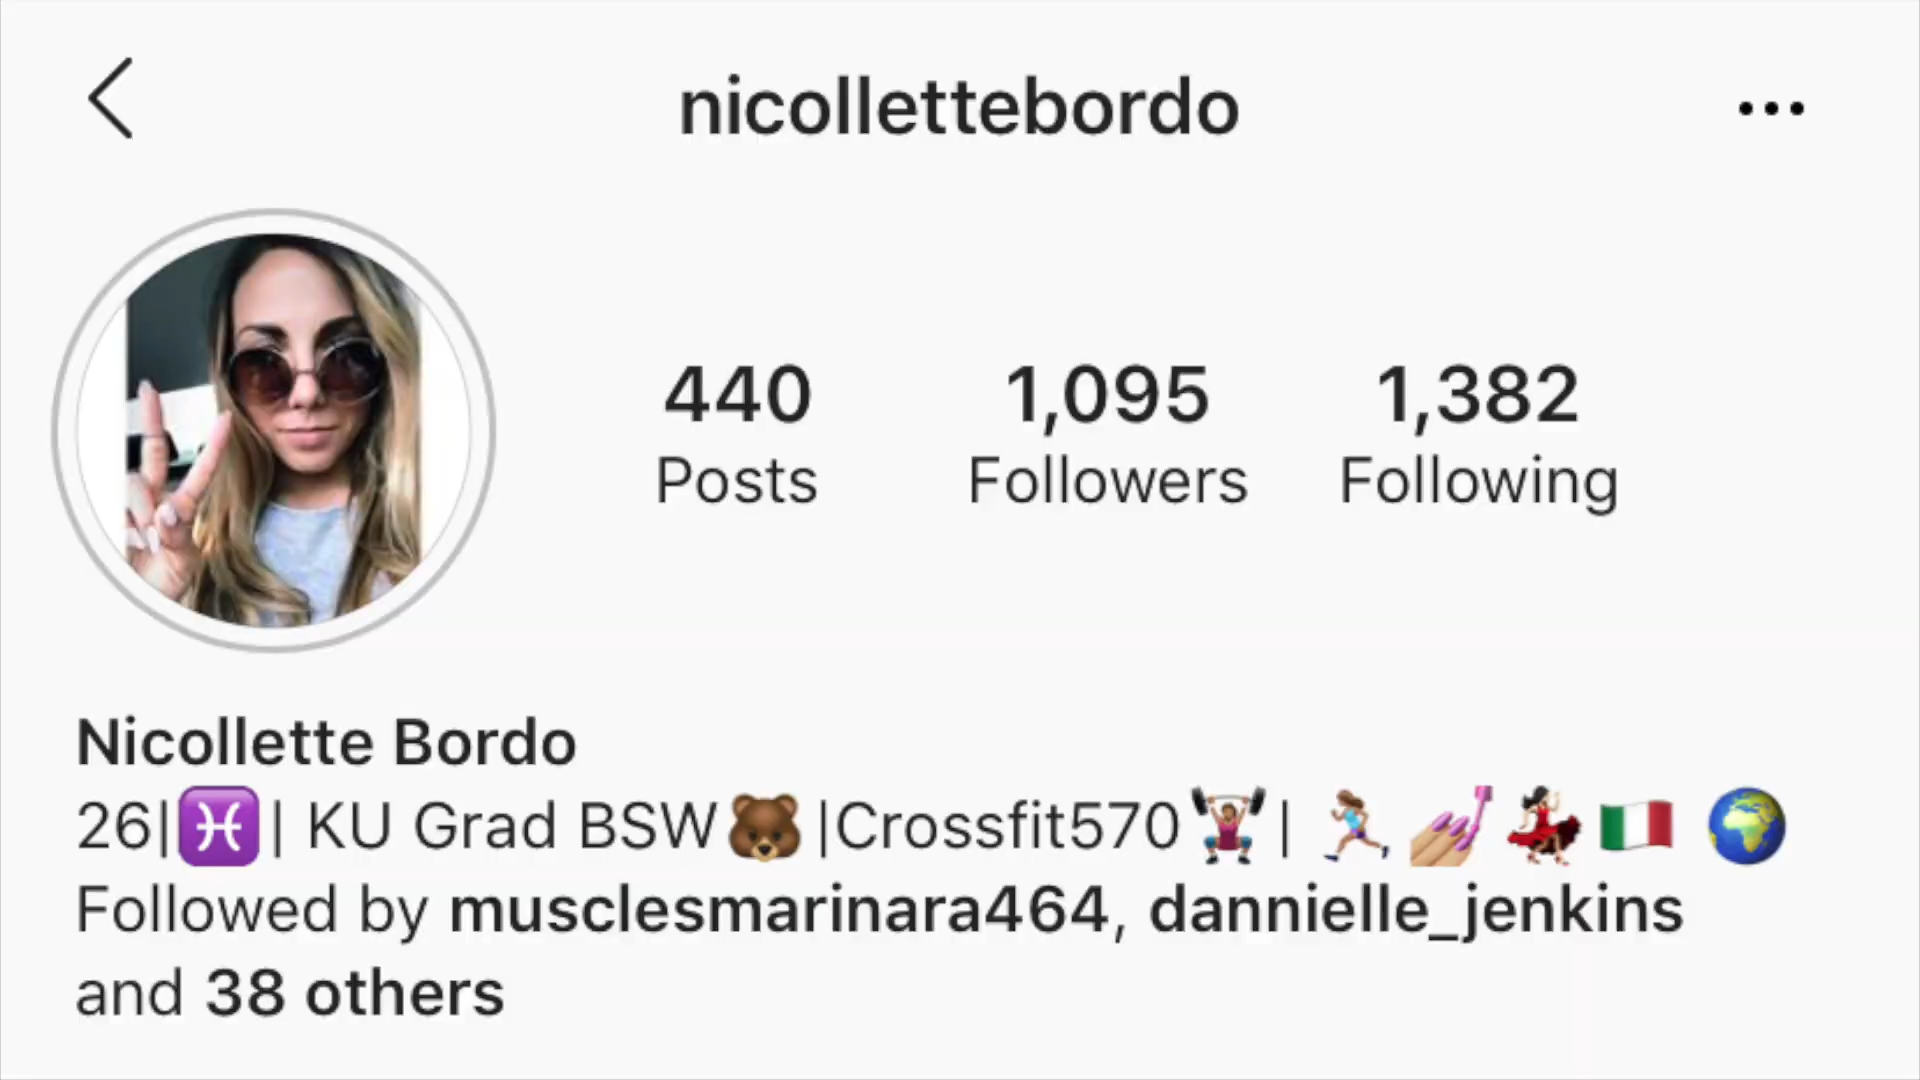 nicollettebordo
440 1,095 1,382
Posts Followers Following
Nicollette Bordo
26|♓| KU Grad BSW🐻|Crossfit570🏋🏽‍♀️| 🏃🏽‍♀️💅🏼💃🏻🇮🇹 🌍
Followed by musclesmarinara464, dannielle_jenkins
and 38 others